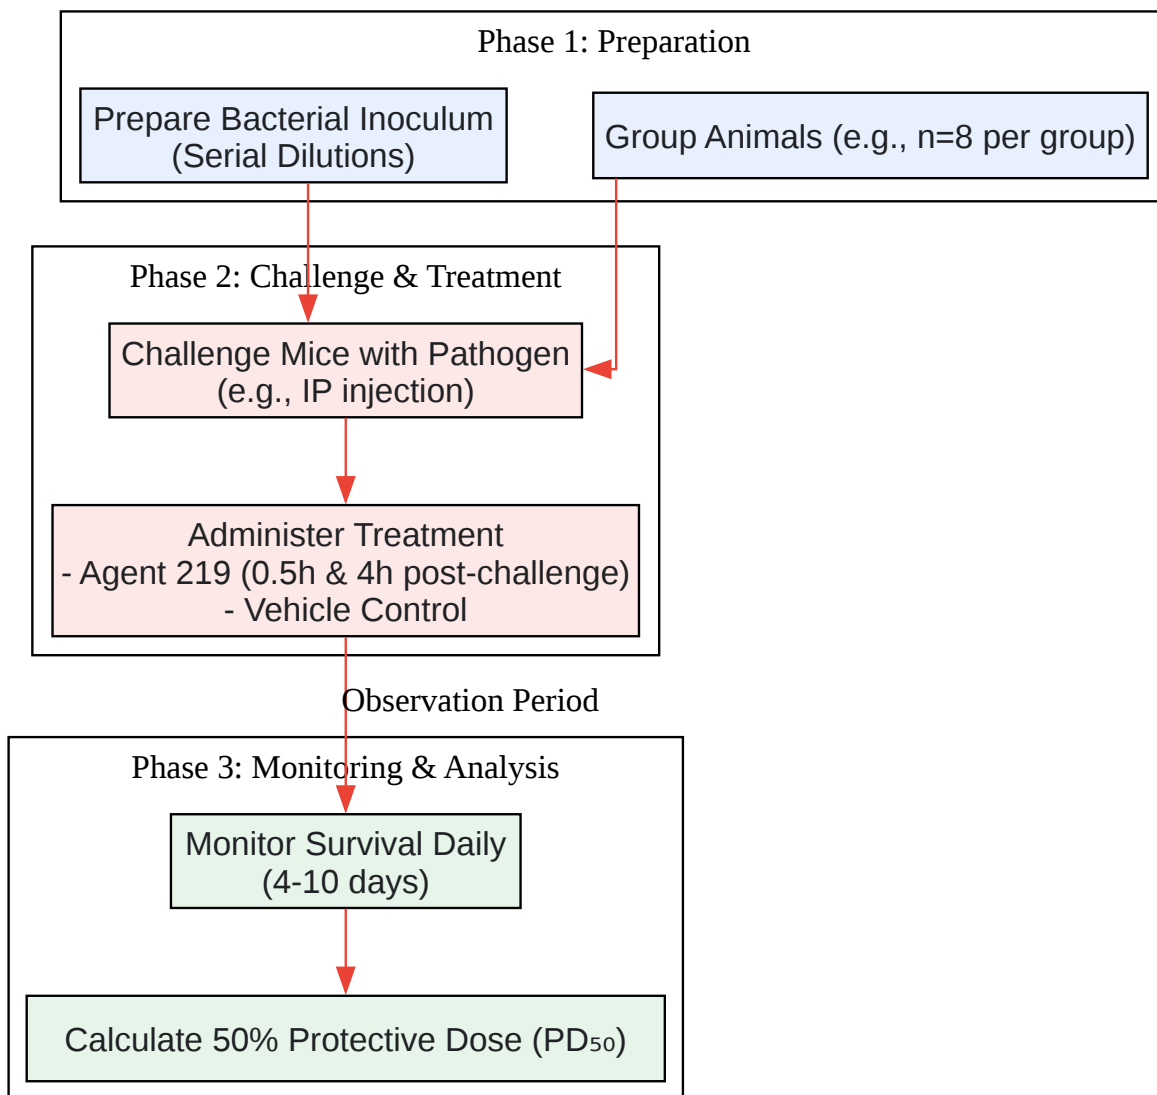 Phase 1: Preparation
Prepare Bacterial Inoculum
(Serial Dilutions)
Group Animals (e.g., n=8 per group)
Phase 2: Challenge & Treatment
Challenge Mice with Pathogen
(e.g., IP injection)
Administer Treatment
- Agent 219 (0.5h & 4h post-challenge)
- Vehicle Control
Observation Period
Phase 3: Monitoring & Analysis
Monitor Survival Daily
(4-10 days)
Calculate 50% Protective Dose (PD₅₀)